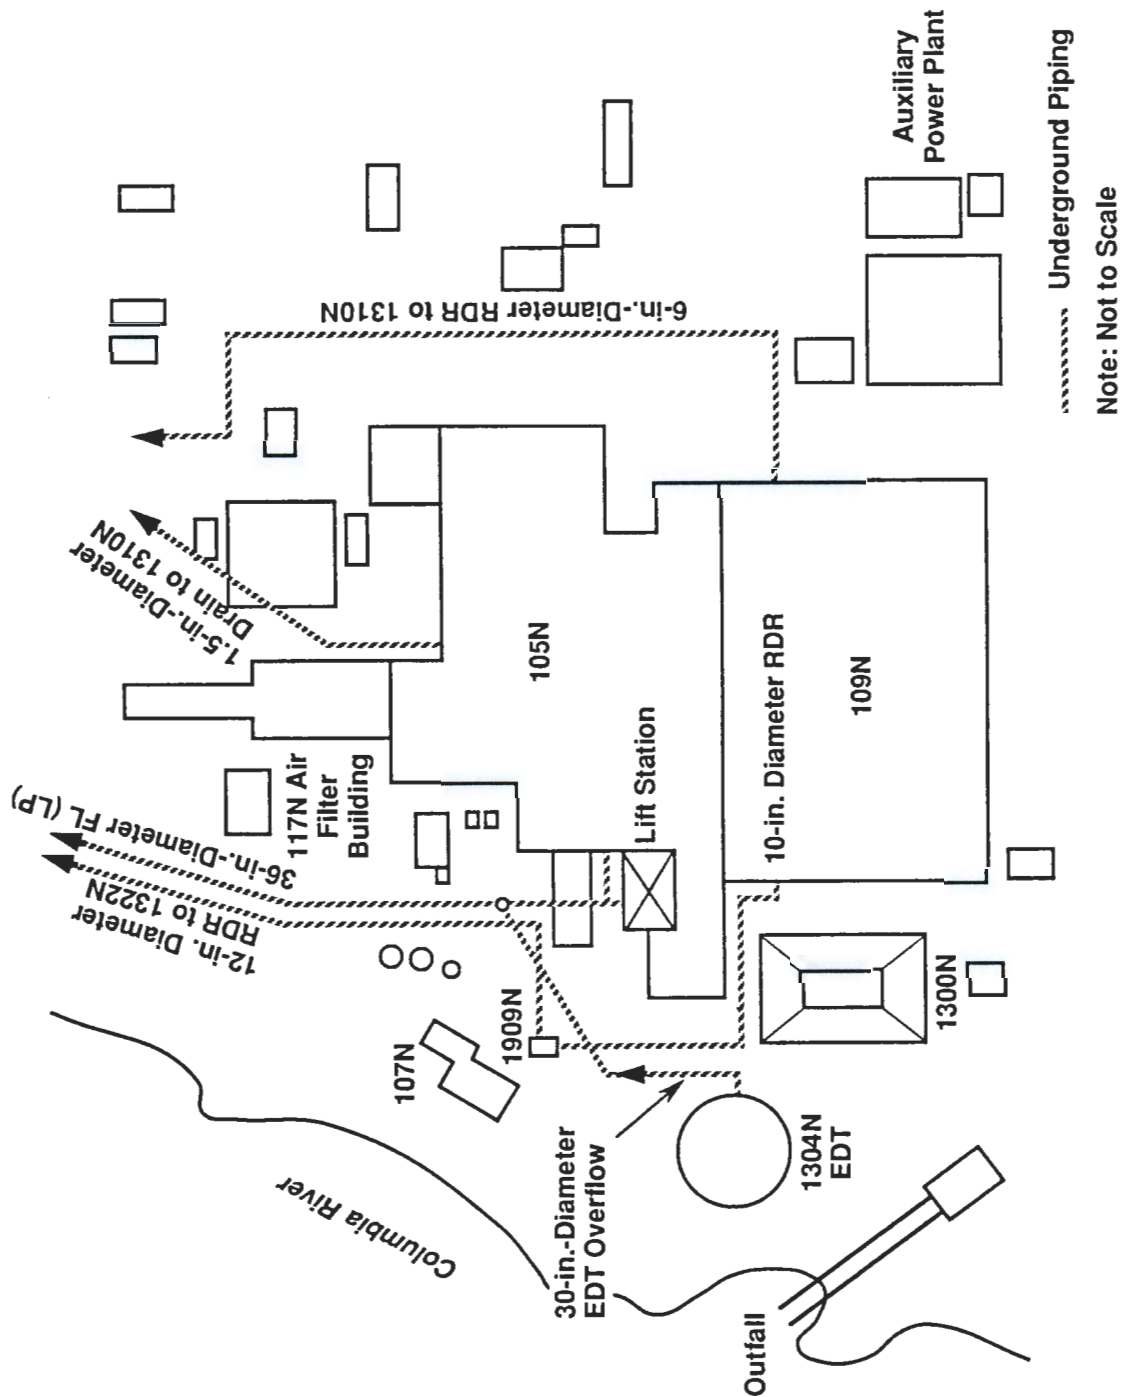 Columbia River
Outfall
30-in.-Diameter
EDT Overflow
1304N
EDT
107N
1909N
1300N
12-in. Diameter
RDR to 1322N
36-in.-Diameter FL (LP)
117N Air
Filter
Building
Lift Station
10-in. Diameter RDR
105N
109N
1.5-in.-Diameter
Drain to 1310N
6-in.-Diameter RDR to 1310N
Auxiliary
Power Plant
Underground Piping
Note: Not to Scale